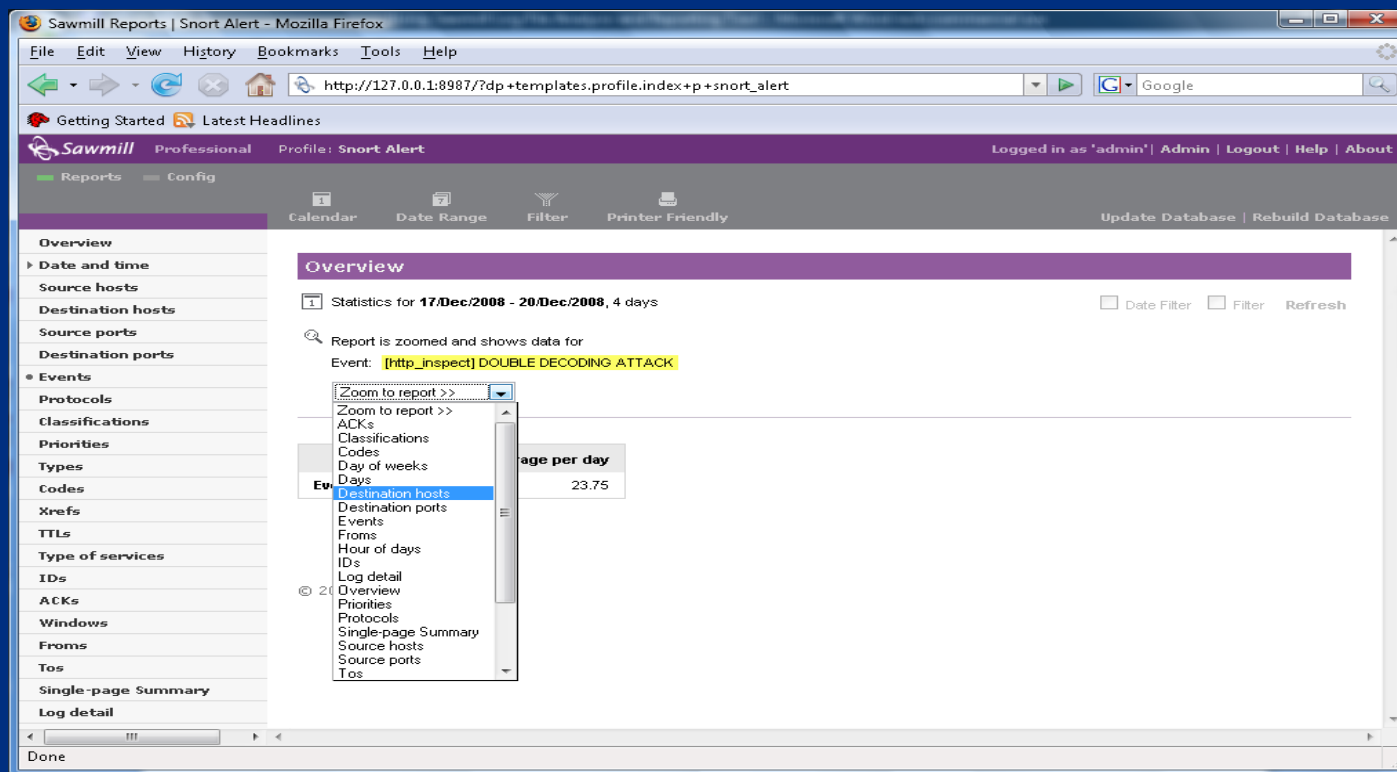 Sawmill Reports | Snort Alert - Mozilla Firefox
File Edit View History Bookmarks Tools Help
http://127.0.0.1:8987/?dp+templates.profile.index+p+snort_alert
G Google
Getting Started Latest Headlines
Sawmill Professional Profile: Snort Alert Logged in as 'admin'| Admin | Logout | Help | About
Reports Config
1 7
Calendar Date Range Filter Printer Friendly Update Database | Rebuild Database
Overview
Date and time
Source hosts
Destination hosts
Source ports
Destination ports
Events
Protocols
Classifications
Priorities
Types
Codes
Xrefs
TTLs
Type of services
IDs
ACKs
Windows
Froms
Tos
Single-page Summary
Log detail
Overview
1 Statistics for 17/Dec/2008 - 20/Dec/2008, 4 days
Date Filter Filter Refresh
Report is zoomed and shows data for
Event: [http_inspect] DOUBLE DECODING ATTACK
Zoom to report >>
Zoom to report >>
ACKs
Classifications
Codes
Day of weeks
Days
Destination hosts
Destination ports
Events
Froms
Hour of days
IDs
Log detail
Overview
Priorities
Protocols
Single-page Summary
Source hosts
Source ports
Tos
rage per day
Ev 23.75
© 20
Done